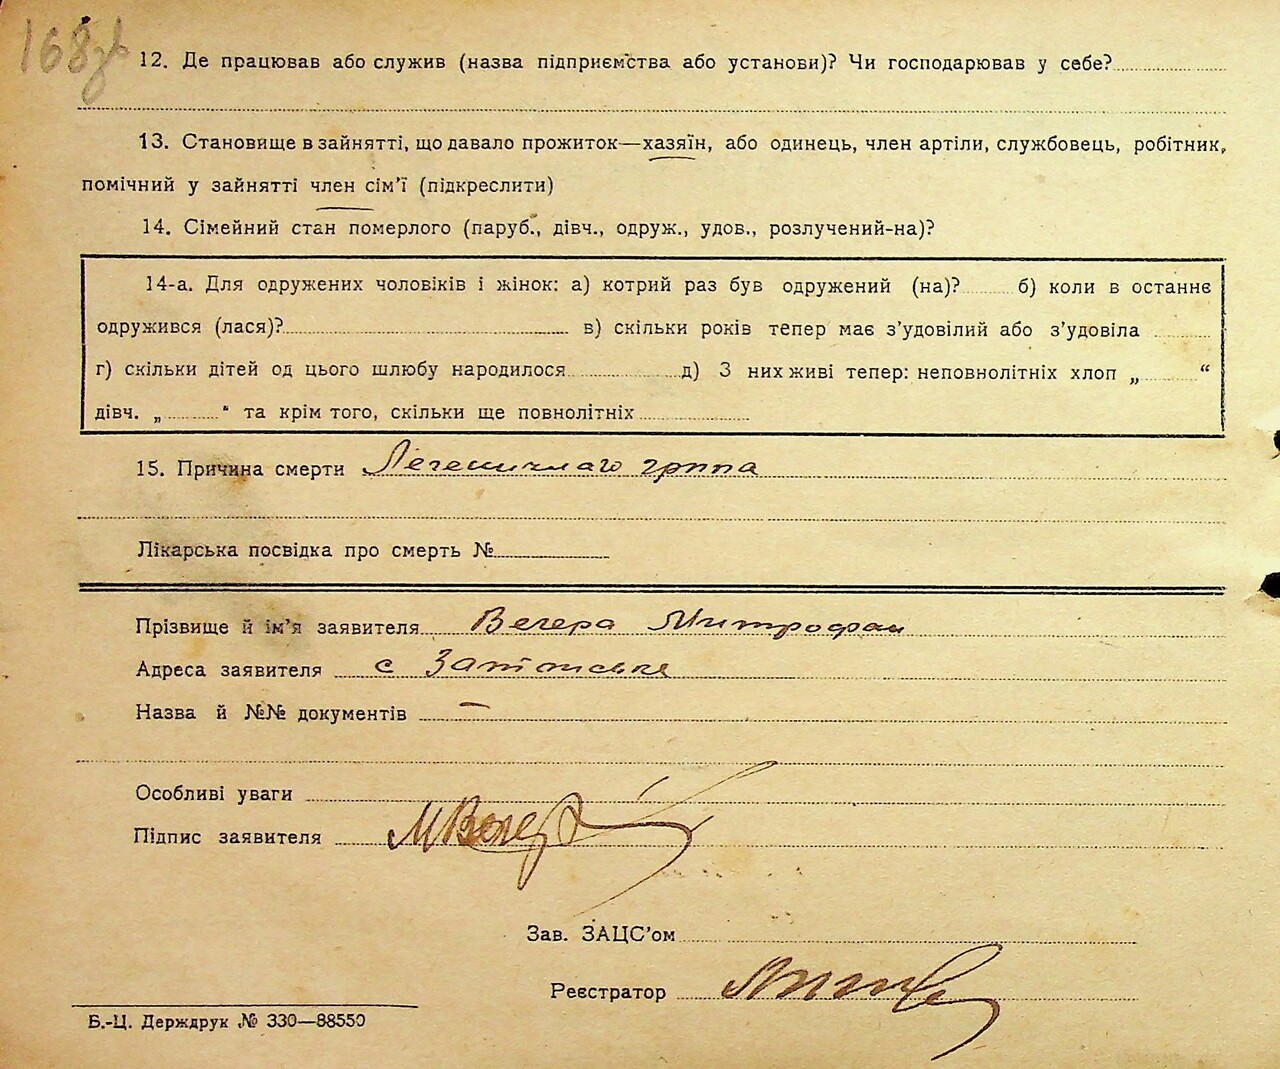 168зв
12. Де працював або служив (назва підприємства або установи)? Чи господарював у себе?
13. Становище в зайнятті, що давало прожиток—хазяїн, або одинець, член артіли, службовець, робітник,
помічний у зайнятті член сім'ї (підкреслити)
14. Сімейний стан померлого (паруб., дівч., одруж., удов., розлучений-на)?
14-а. Для одружених чоловіків і жінок: а) котрий раз був одружений (на)? б) коли в останнє
одружився (лася)? в) скільки років тепер має з'удовілий або з'удовіла
г) скільки дітей од цього шлюбу народилося д) З них живі тепер: неповнолітніх хлоп „ “
дівч. „ “ та крім того, скільки ще повнолітніх
15. Причина смерти гриппа
Лікарська посвідка про смерть №
Прізвище й ім'я заявителя Вечера Митрофан
Адреса заявителя с
Назва й №№ документів —
Особливі уваги
Підпис заявителя МВечера
Зав. ЗАЦС'ом
Реєстратор
Б.-Ц. Держдрук № 330—88550